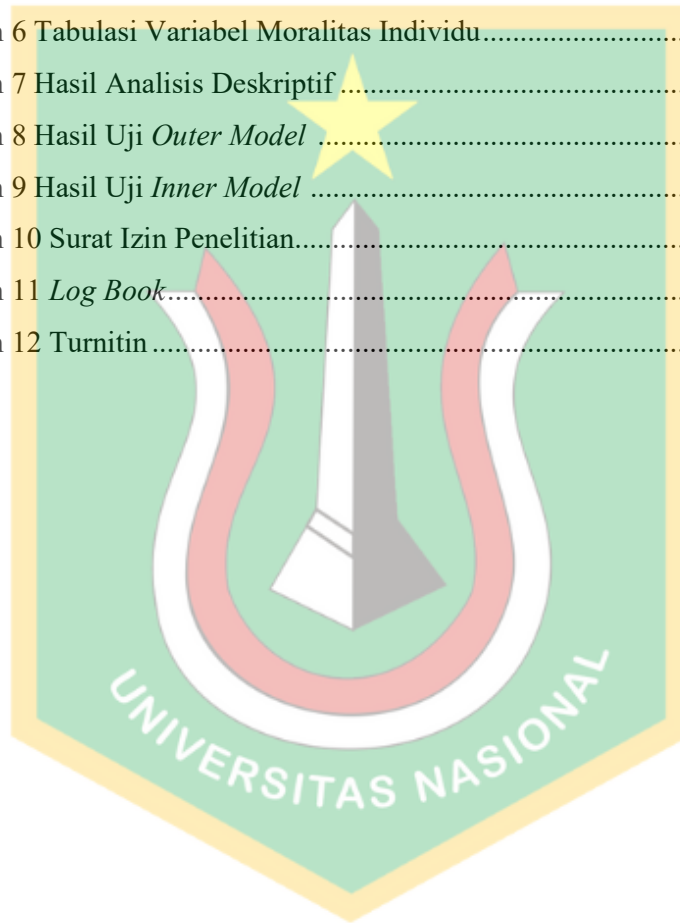 n 6 Tabulasi Variabel Moralitas Individu..............................
n 7 Hasil Analisis Deskriptif ....................................................
n 8 Hasil Uji Outer Model ......................................................
n 9 Hasil Uji Inner Model .......................................................
n 10 Surat Izin Penelitian.........................................................
n 11 Log Book...........................................................................
n 12 Turnitin .............................................................................
UNIVERSITAS NASIONAL